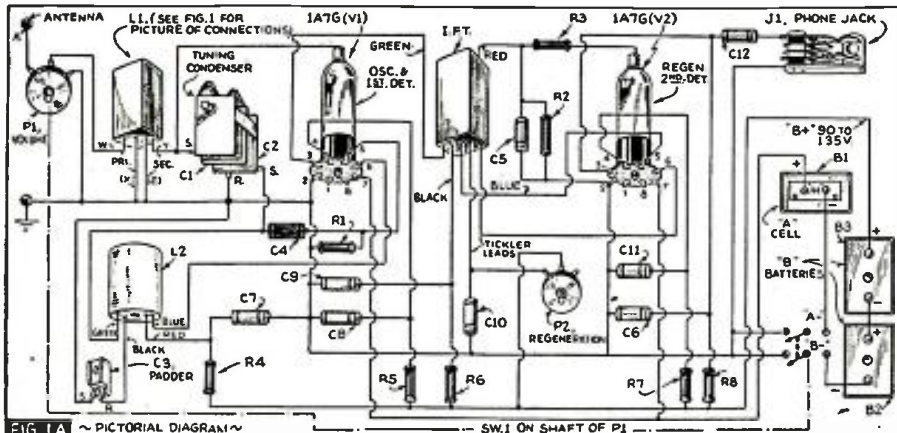 ANTENNA
L1. (SEE FIG.1 FOR
PICTURE OF CONNECTIONS)
TUNING
CONDENSER
1A7G(V1)
OSC. &
1ST. DET.
GREEN
I.F.T.
RED
R3
1A7G(V2)
REGEN
2ND. DET.
C12
J1. PHONE JACK
P1
VOLUME
W
PRI.
SEC.
S.
C1
C2
S.
R.
C5
R2
BLACK
BLUE
"B+" 90 TO
135V
B1
"A"
CELL
B3
"B"
BATTERIES
C4
R1
C9
C7
C8
TICKLER
LEADS
C10
P2
REGENERATION
C11
C6
A-
B-
L2
GREEN
BLUE
RED
BLACK
C3
PADDER
S
R
R4
R5
R6
R7
R8
B2
FIG. 1A ~ PICTORIAL DIAGRAM ~
SW.1 ON SHAFT OF P1